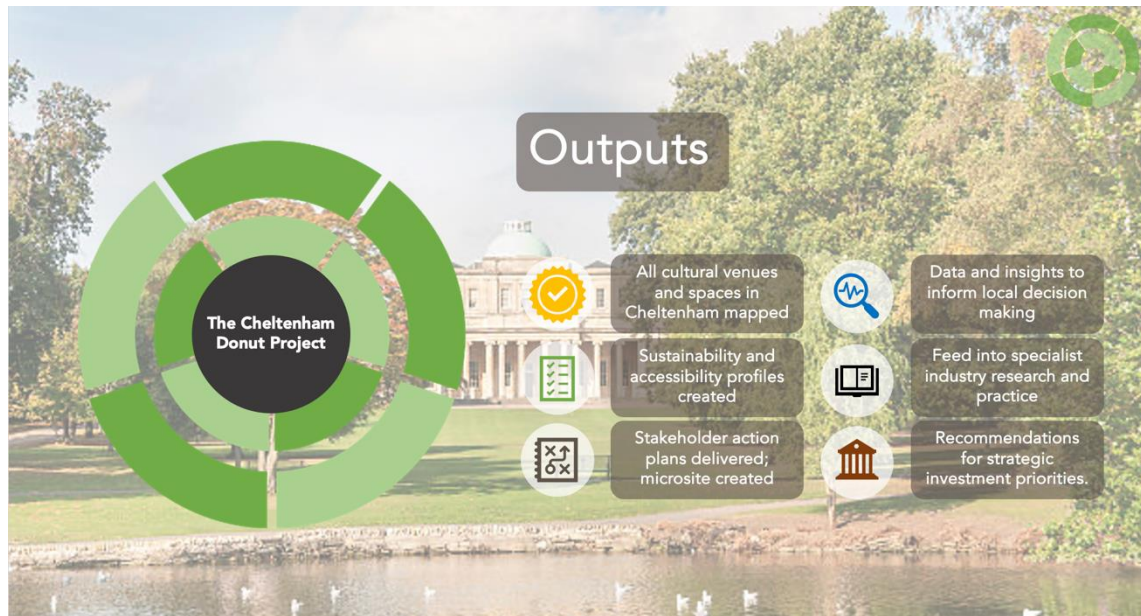 Outputs
The Cheltenham
Donut Project
All cultural venues
and spaces in
Cheltenham mapped
Sustainability and
accessibility profiles
created
Stakeholder action
plans delivered;
microsite created
Data and insights to
inform local decision
making
Feed into specialist
industry research and
practice
Recommendations
for strategic
investment priorities.